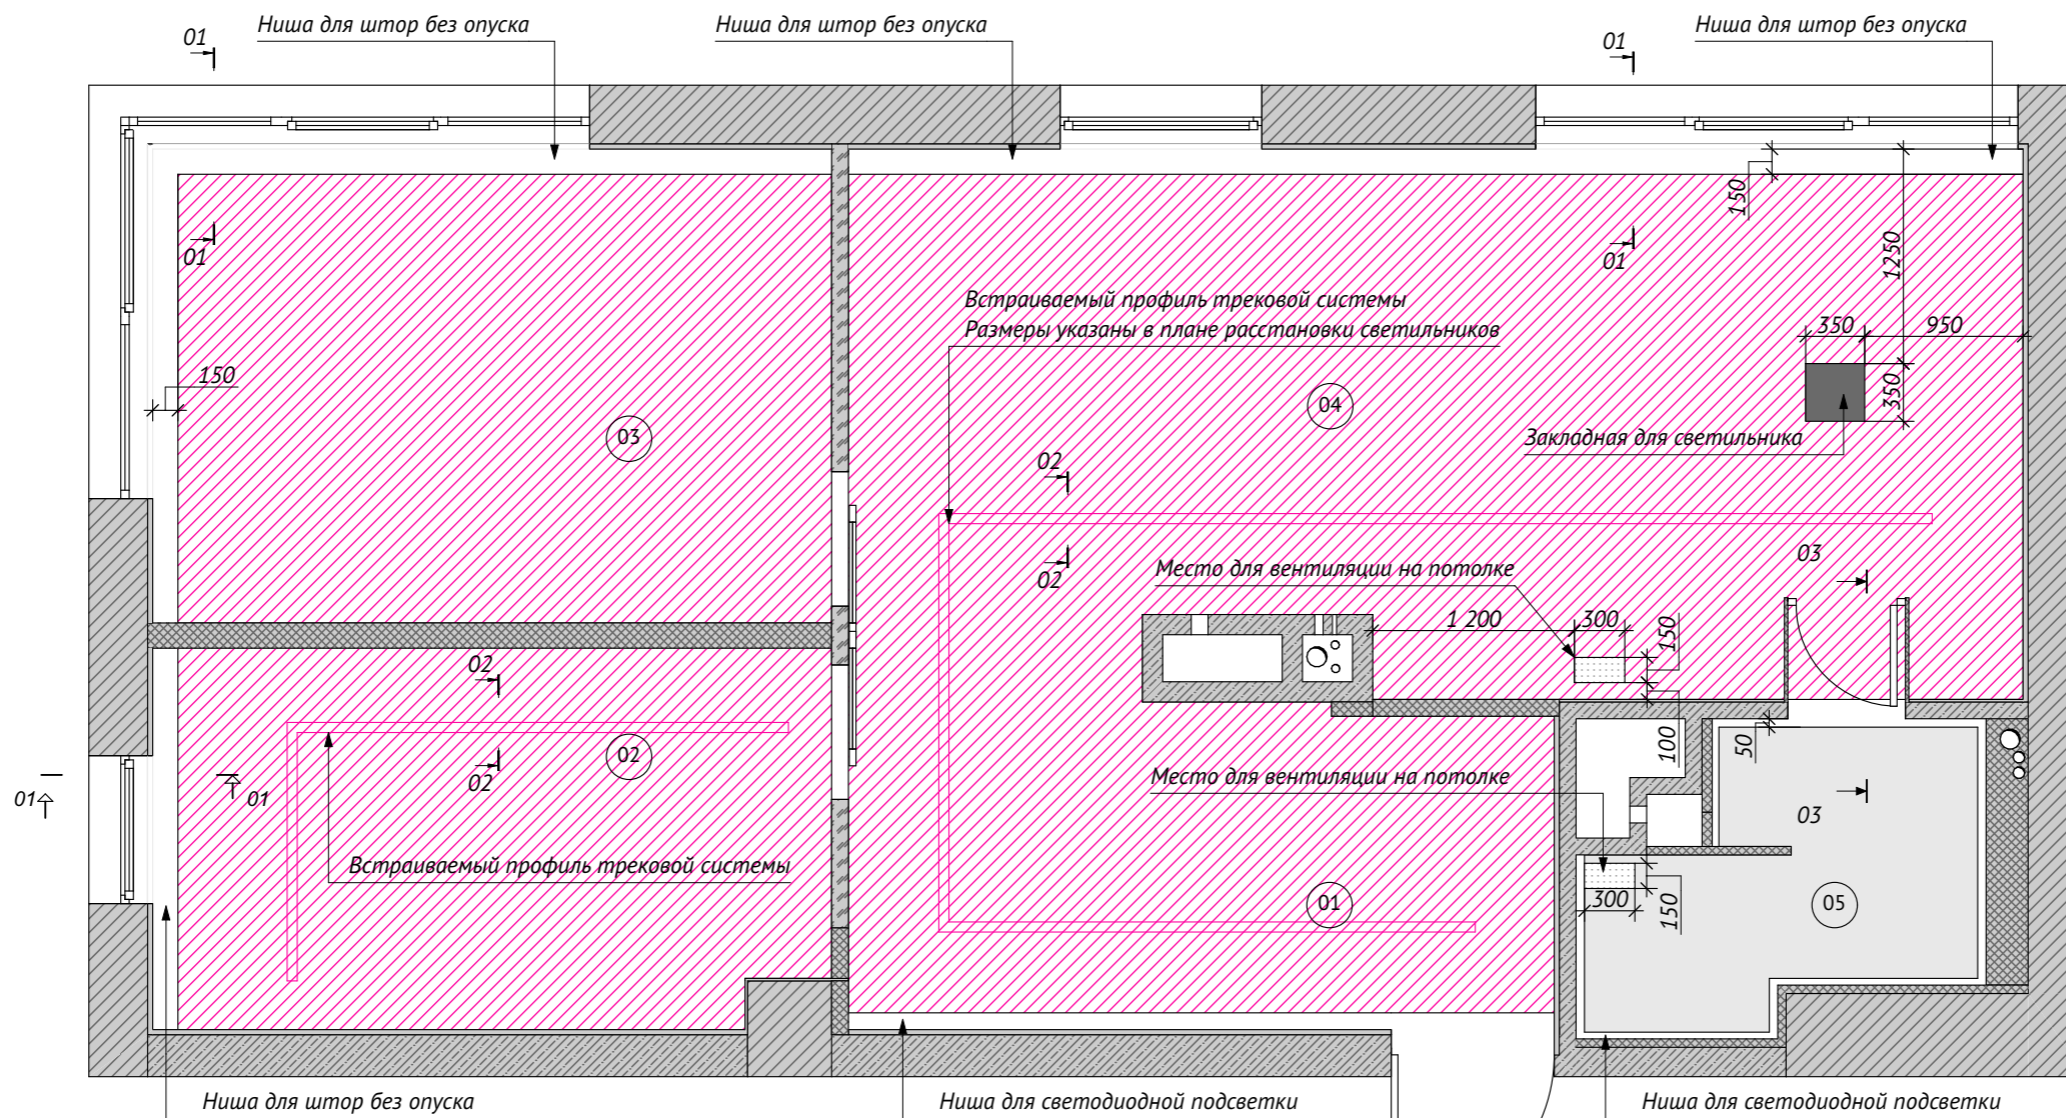 Ниша для штор без опуска
Ниша для штор без опуска
Ниша для штор без опуска
01
01
150
01
01
1250
Встраиваемый профиль трековой системы
Размеры указаны в плане расстановки светильников
350
950
150
350
03
04
Закладная для светильника
02
02
03
Место для вентиляции на потолке
1 200
300
150
02
100
50
02
02
Место для вентиляции на потолке
01
01
03
Встраиваемый профиль трековой системы
01
300
150
05
Ниша для штор без опуска
Ниша для светодиодной подсветки
Ниша для светодиодной подсветки